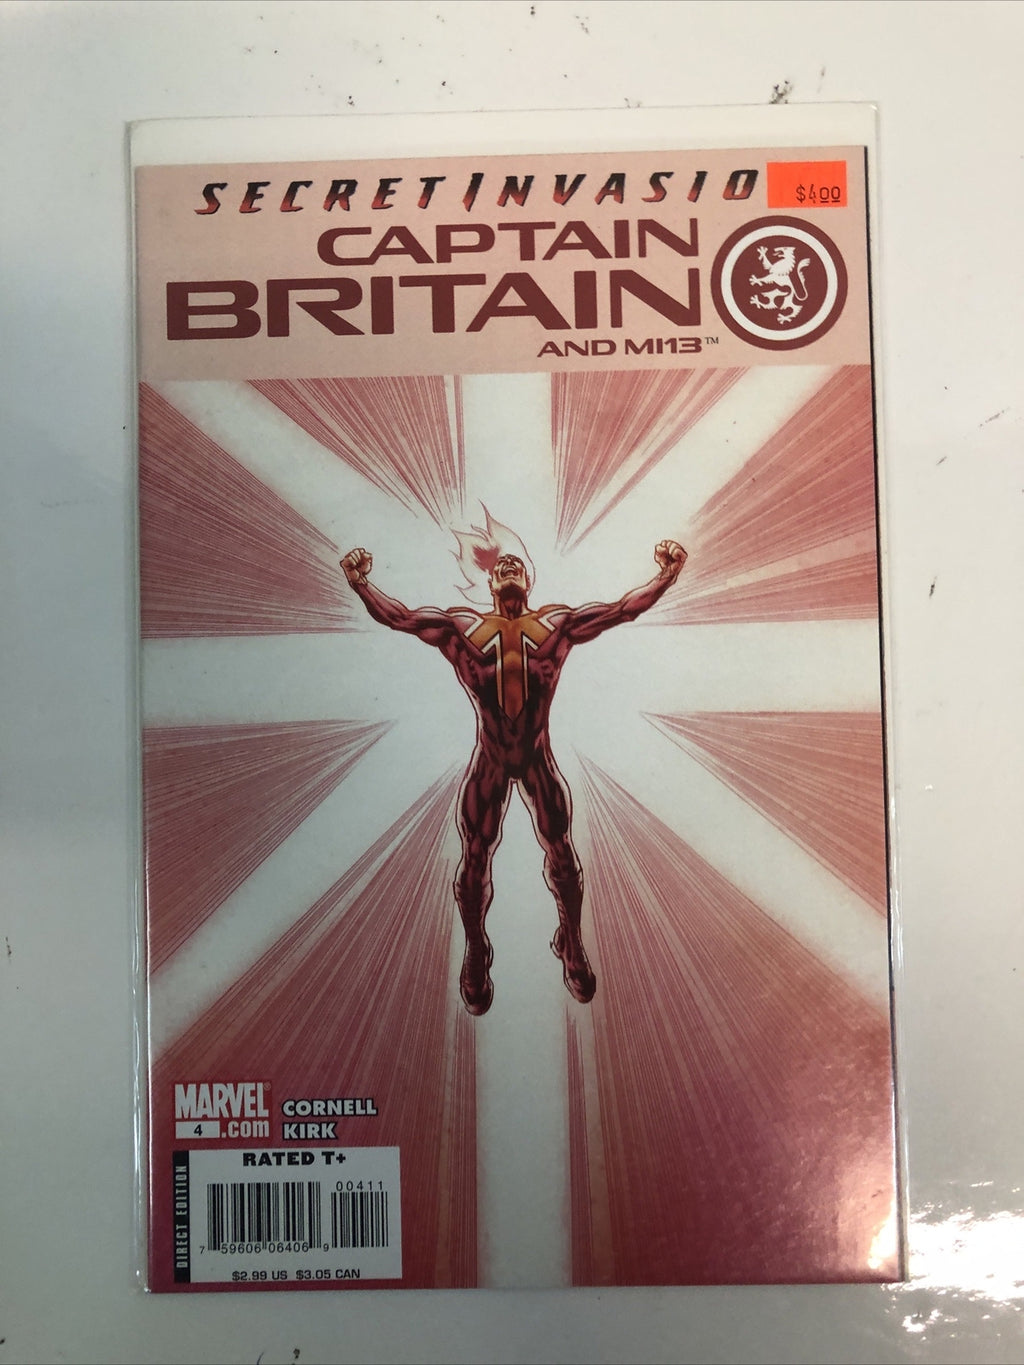 SECRET INVASIO
$4.00
CAPTAIN
BRITAIN
AND MI13™
MARVEL®
4 .com
CORNELL
KIRK
RATED T+
DIRECT EDITION
00411
7 59606 06406 9
$2.99 US $3.05 CAN